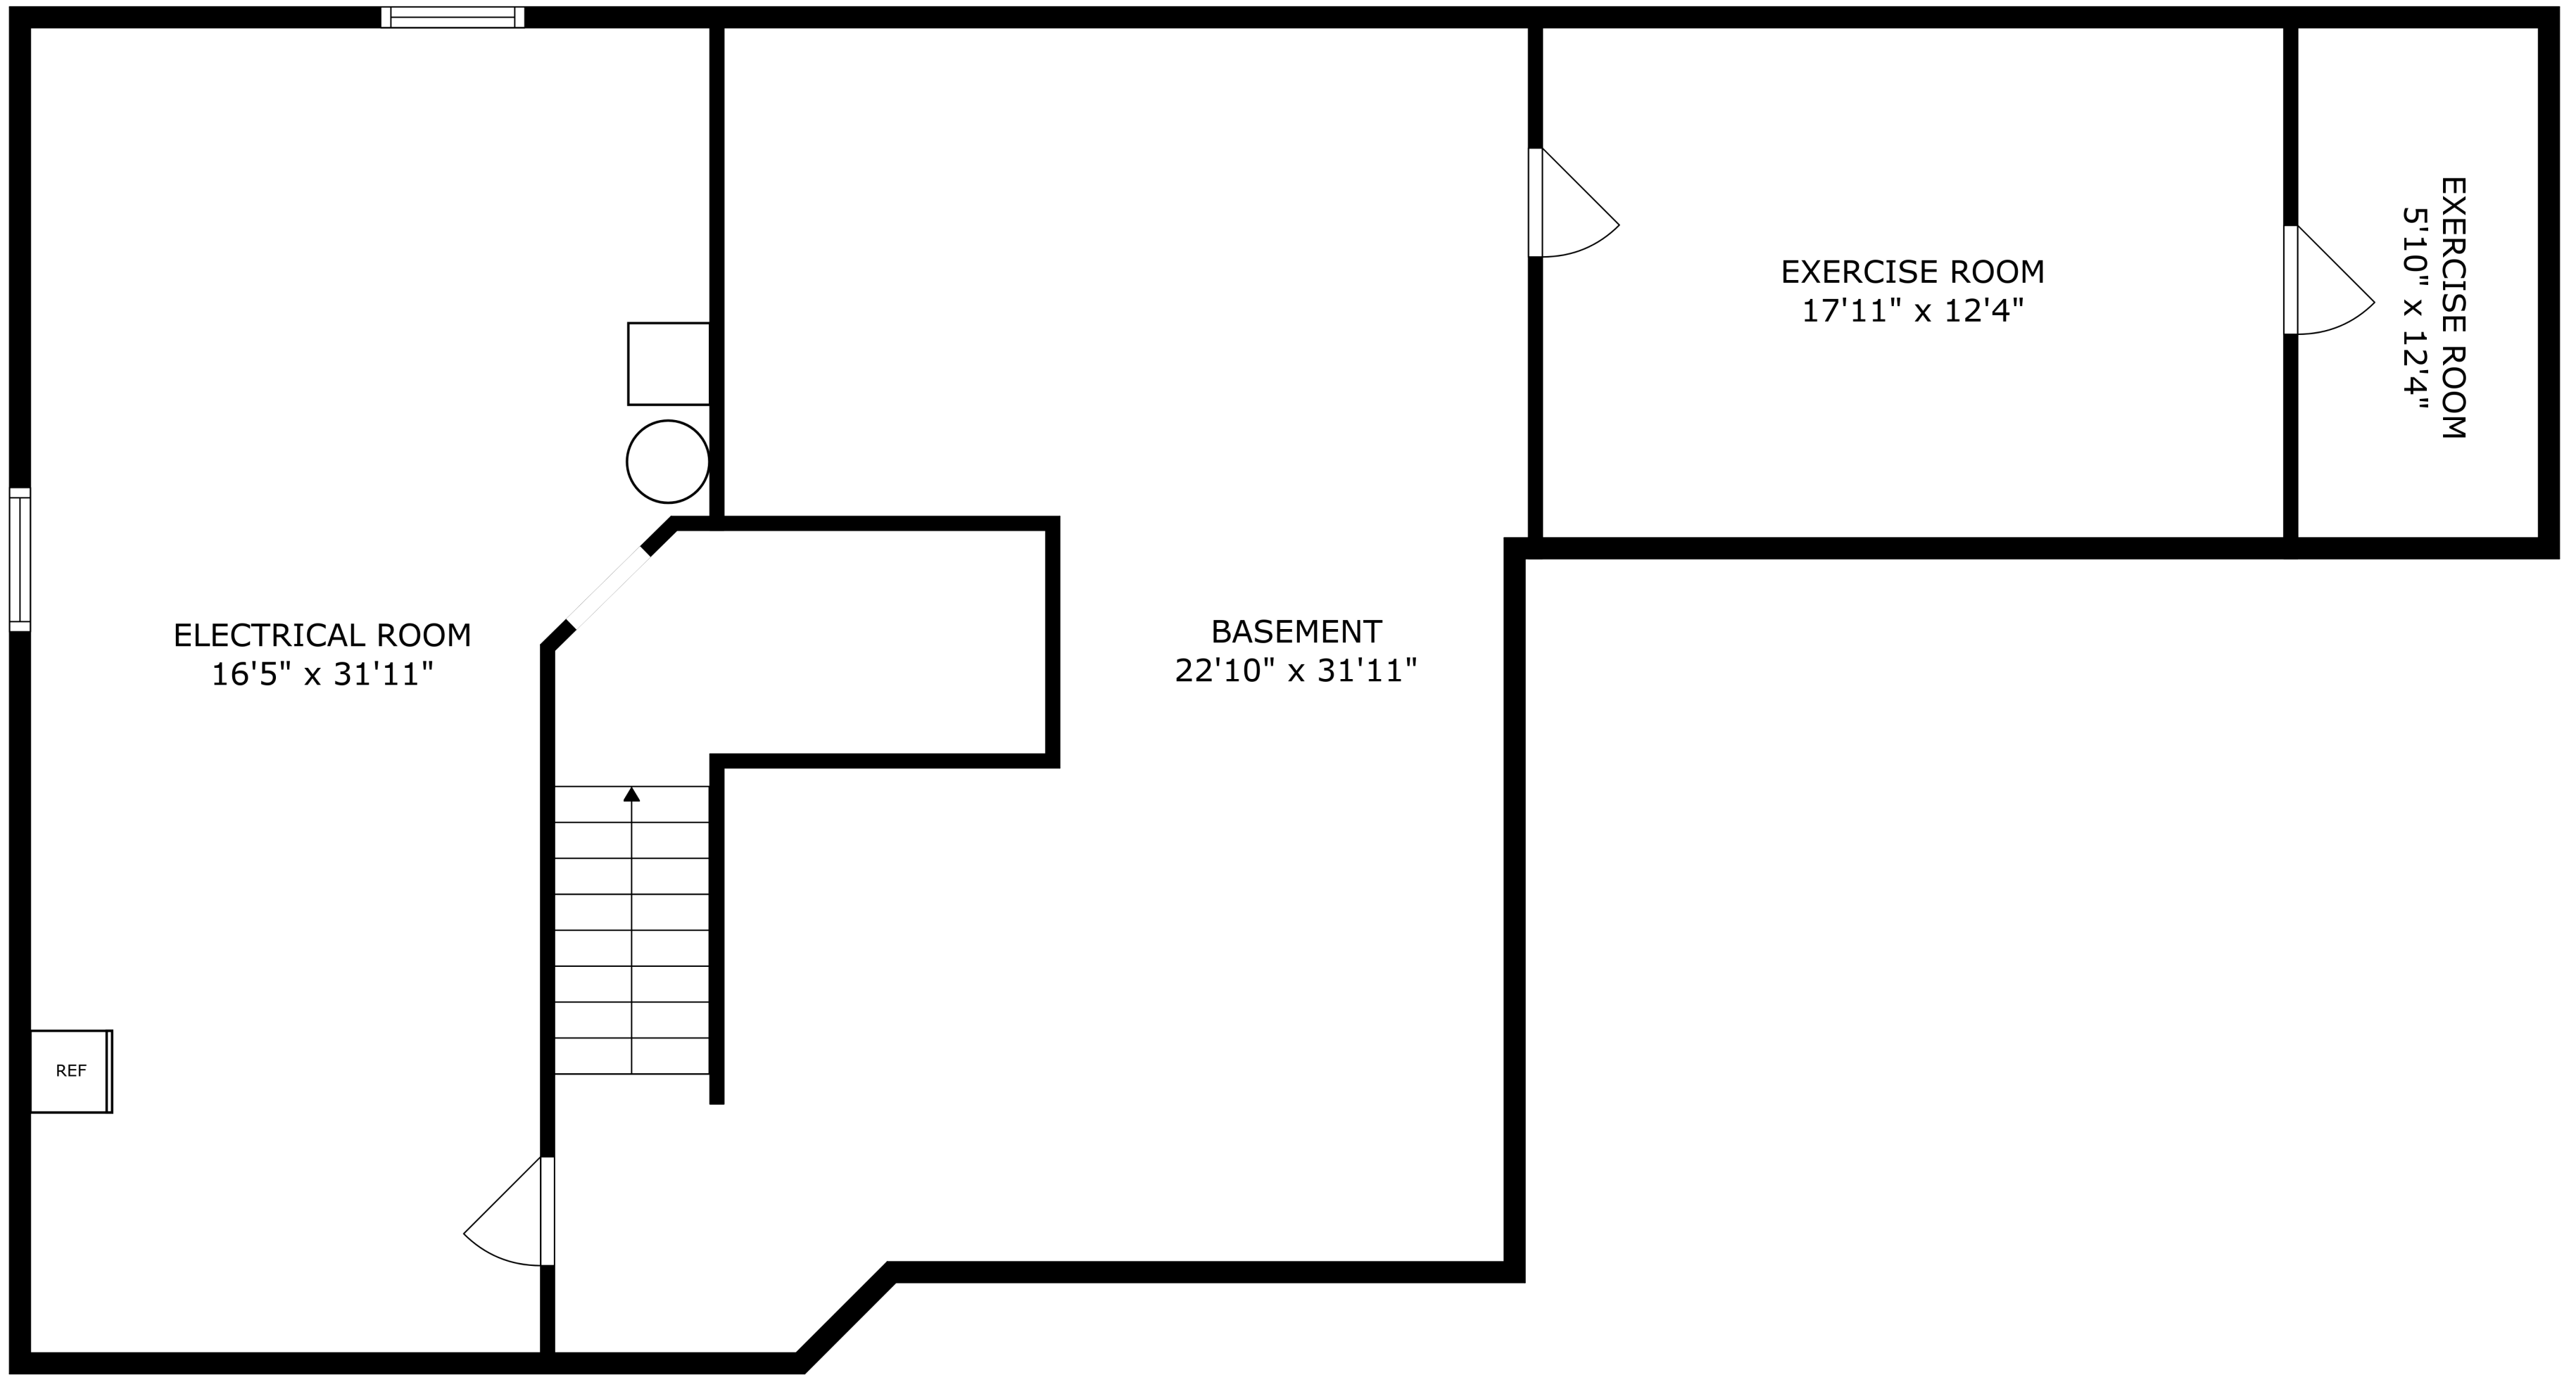 EXERCISE ROOM
5'10" x 12'4"
EXERCISE ROOM
17'11" x 12'4"
ELECTRICAL ROOM
16'5" x 31'11"
BASEMENT
22'10" x 31'11"
REF